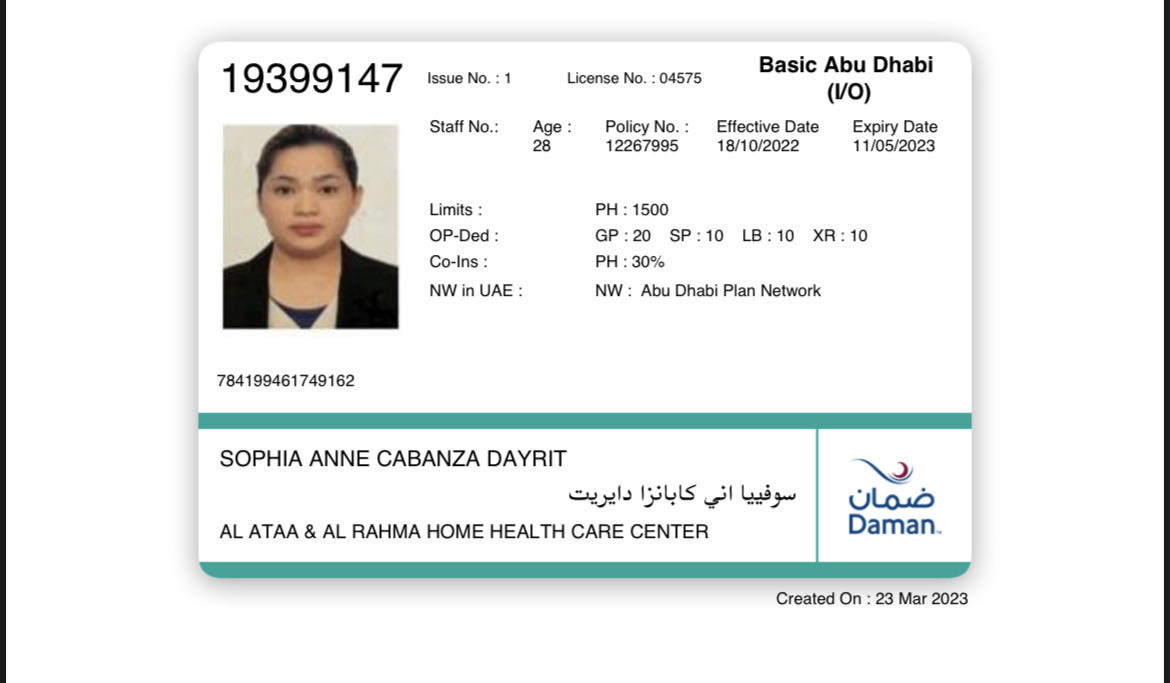 19399147 Issue No. : 1 License No. : 04575 Basic Abu Dhabi
(I/O)
Staff No.: Age : Policy No. : Effective Date Expiry Date
28 12267995 18/10/2022 11/05/2023
Limits : PH : 1500
OP-Ded : GP : 20 SP : 10 LB : 10 XR : 10
Co-Ins : PH : 30%
NW in UAE : NW : Abu Dhabi Plan Network
784199461749162
SOPHIA ANNE CABANZA DAYRIT
سوفييا اني كابانزا دايريت
AL ATAA & AL RAHMA HOME HEALTH CARE CENTER
ضمان
Daman™
Created On : 23 Mar 2023